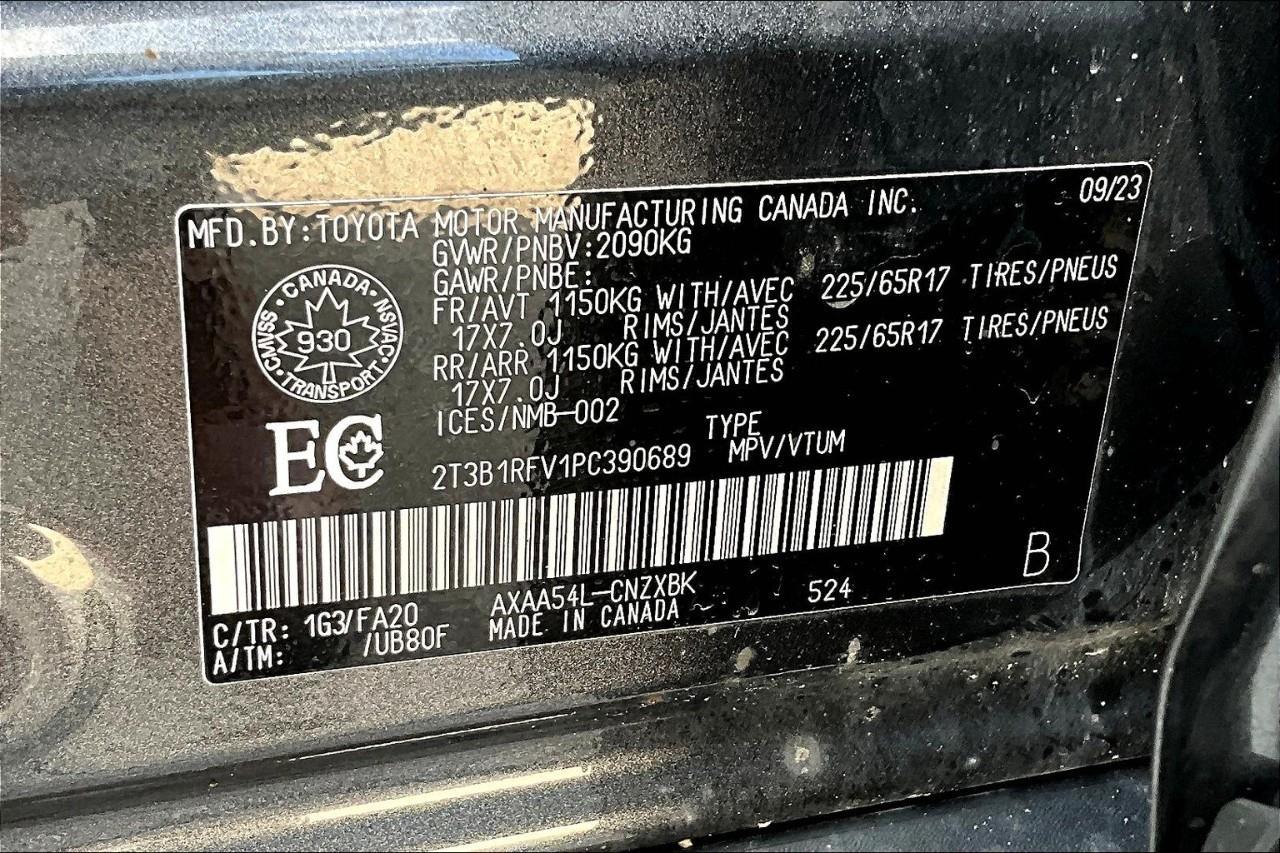 MFD.BY:TOYOTA MOTOR MANUFACTURING CANADA INC. 09/23
GVWR/PNBV:2090KG
GAWR/PNBE:
FR/AVT 1150KG WITH/AVEC 225/65R17 TIRES/PNEUS
17X7.0J RIMS/JANTES
RR/ARR 1150KG WITH/AVEC 225/65R17 TIRES/PNEUS
17X7.0J RIMS/JANTES
ICES/NMB-002
CANADA · NSVAC · TRANSPORT · CMVSS ·
930
EC
TYPE
2T3B1RFV1PC390689 MPV/VTUM
B
C/TR: 1G3/FA20 AXAA54L-CNZXBK 524
A/TM: /UB80F MADE IN CANADA